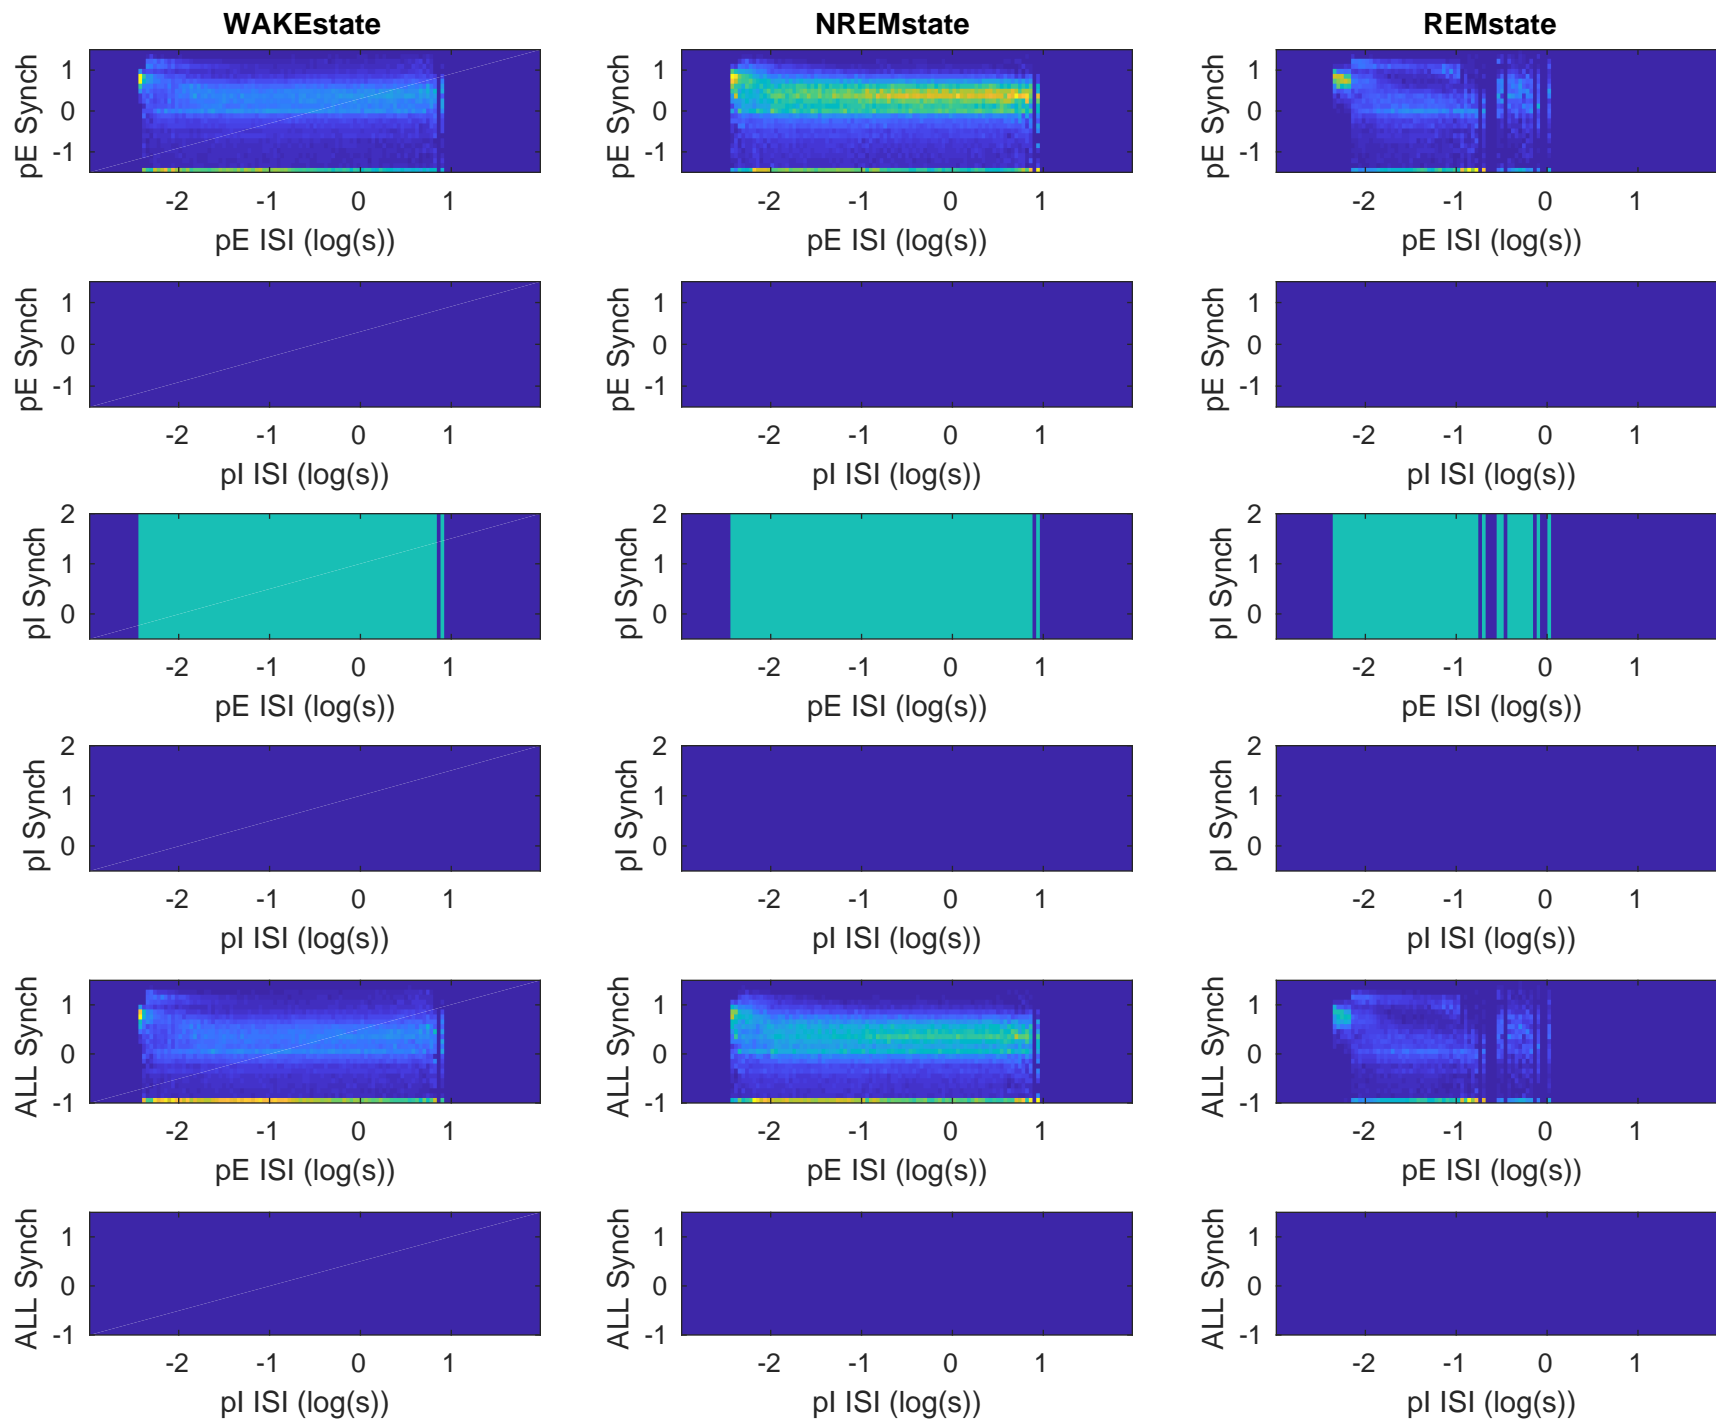 WAKEstate NREMstate REMstate
pE Synch 1 0 -1 pE Synch 1 0 -1 pE Synch 1 0 -1
-2 -1 0 1 -2 -1 0 1 -2 -1 0 1
pE ISI (log(s)) pE ISI (log(s)) pE ISI (log(s))
pE Synch 1 0 -1 pE Synch 1 0 -1 pE Synch 1 0 -1
-2 -1 0 1 -2 -1 0 1 -2 -1 0 1
pI ISI (log(s)) pI ISI (log(s)) pI ISI (log(s))
pI Synch 2 1 0 pI Synch 2 1 0 pI Synch 2 1 0
-2 -1 0 1 -2 -1 0 1 -2 -1 0 1
pE ISI (log(s)) pE ISI (log(s)) pE ISI (log(s))
pI Synch 2 1 0 pI Synch 2 1 0 pI Synch 2 1 0
-2 -1 0 1 -2 -1 0 1 -2 -1 0 1
pI ISI (log(s)) pI ISI (log(s)) pI ISI (log(s))
ALL Synch 1 0 -1 ALL Synch 1 0 -1 ALL Synch 1 0 -1
-2 -1 0 1 -2 -1 0 1 -2 -1 0 1
pE ISI (log(s)) pE ISI (log(s)) pE ISI (log(s))
ALL Synch 1 0 -1 ALL Synch 1 0 -1 ALL Synch 1 0 -1
-2 -1 0 1 -2 -1 0 1 -2 -1 0 1
pI ISI (log(s)) pI ISI (log(s)) pI ISI (log(s))